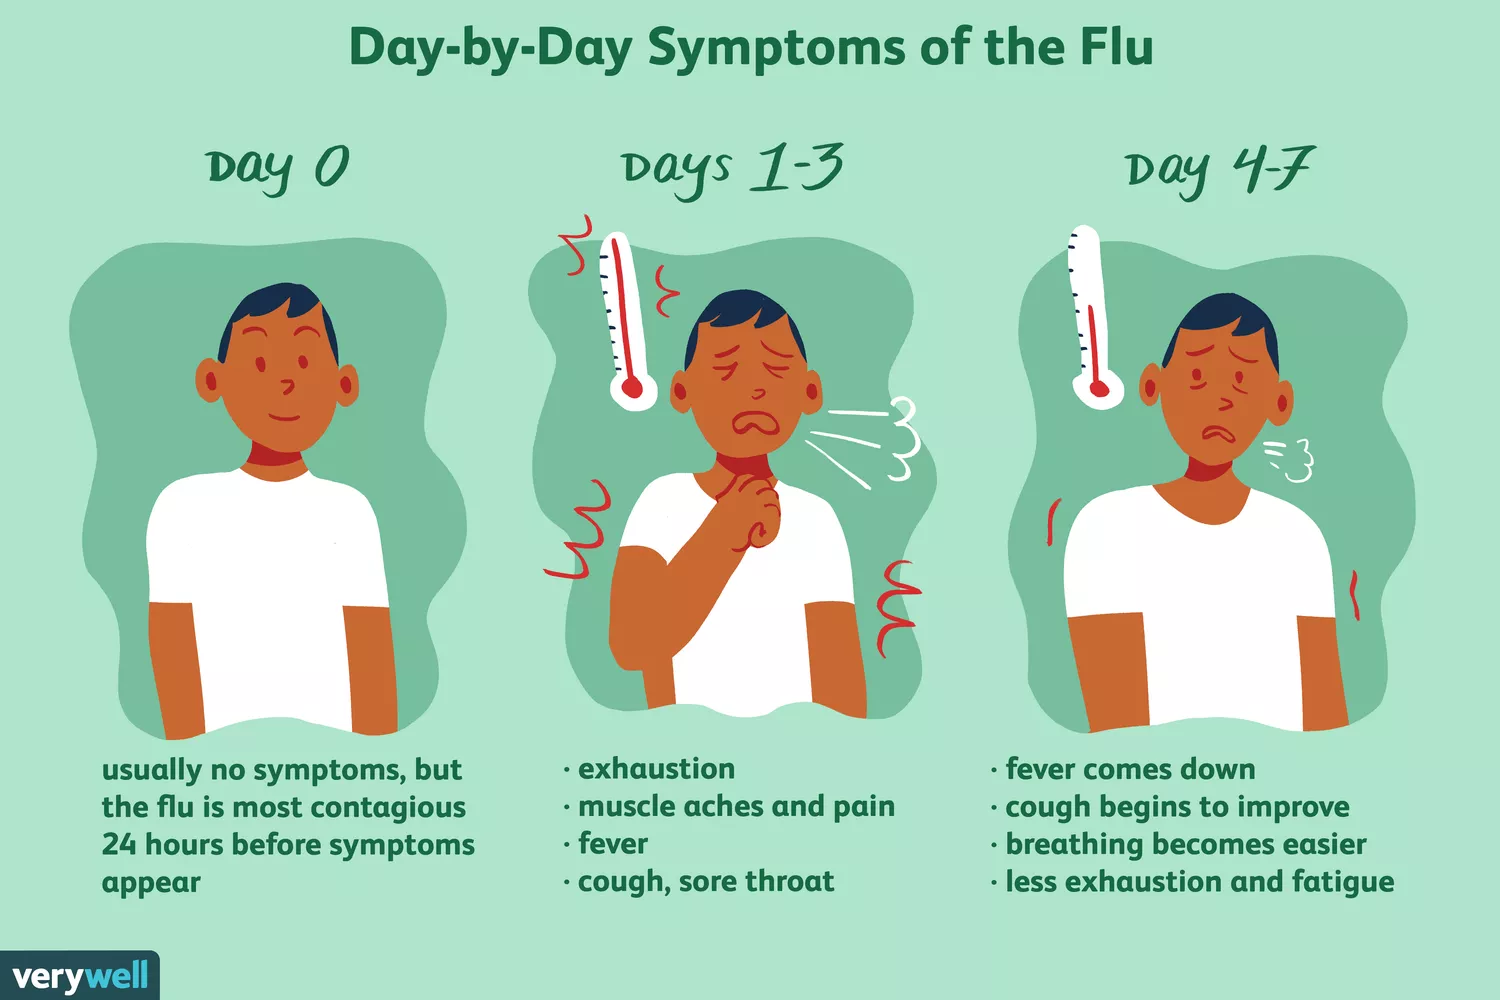 Day-by-Day Symptoms of the Flu
Day 0
usually no symptoms, but
the flu is most contagious
24 hours before symptoms
appear
Days 1-3
· exhaustion
· muscle aches and pain
· fever
· cough, sore throat
Day 4-7
· fever comes down
· cough begins to improve
· breathing becomes easier
· less exhaustion and fatigue
verywell